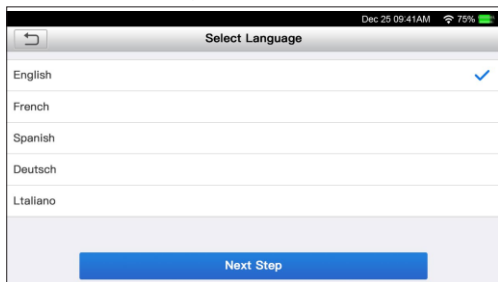 Dec 25 09:41AM 75%
Select Language
English
French
Spanish
Deutsch
Ltaliano
Next Step